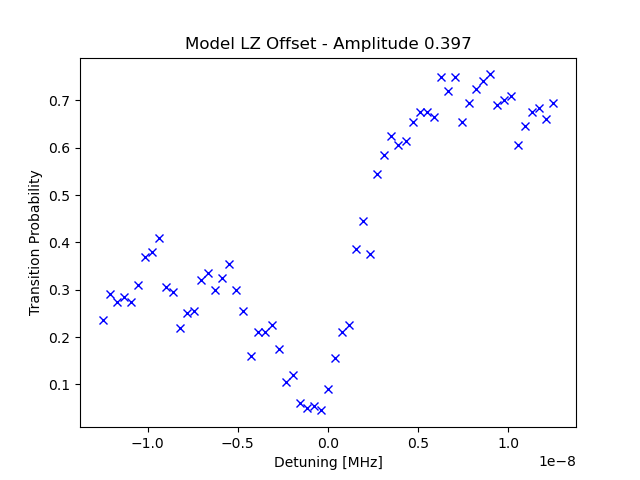 Model LZ Offset - Amplitude 0.397
Transition Probability
0.7
0.6
0.5
0.4
0.3
0.2
0.1
−1.0 −0.5 0.0 0.5 1.0
1e−8
Detuning [MHz]